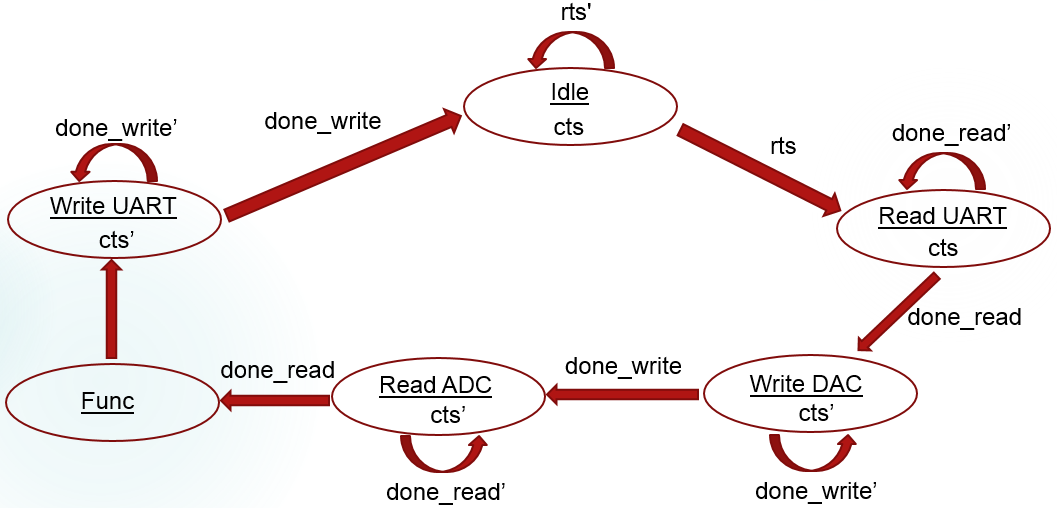 rts'
Idle
cts
done_write’
done_write
rts
done_read’
Write UART
cts’
Read UART
cts
done_read
done_read
Read ADC
cts’
done_write
Write DAC
cts’
Func
done_read’
done_write’